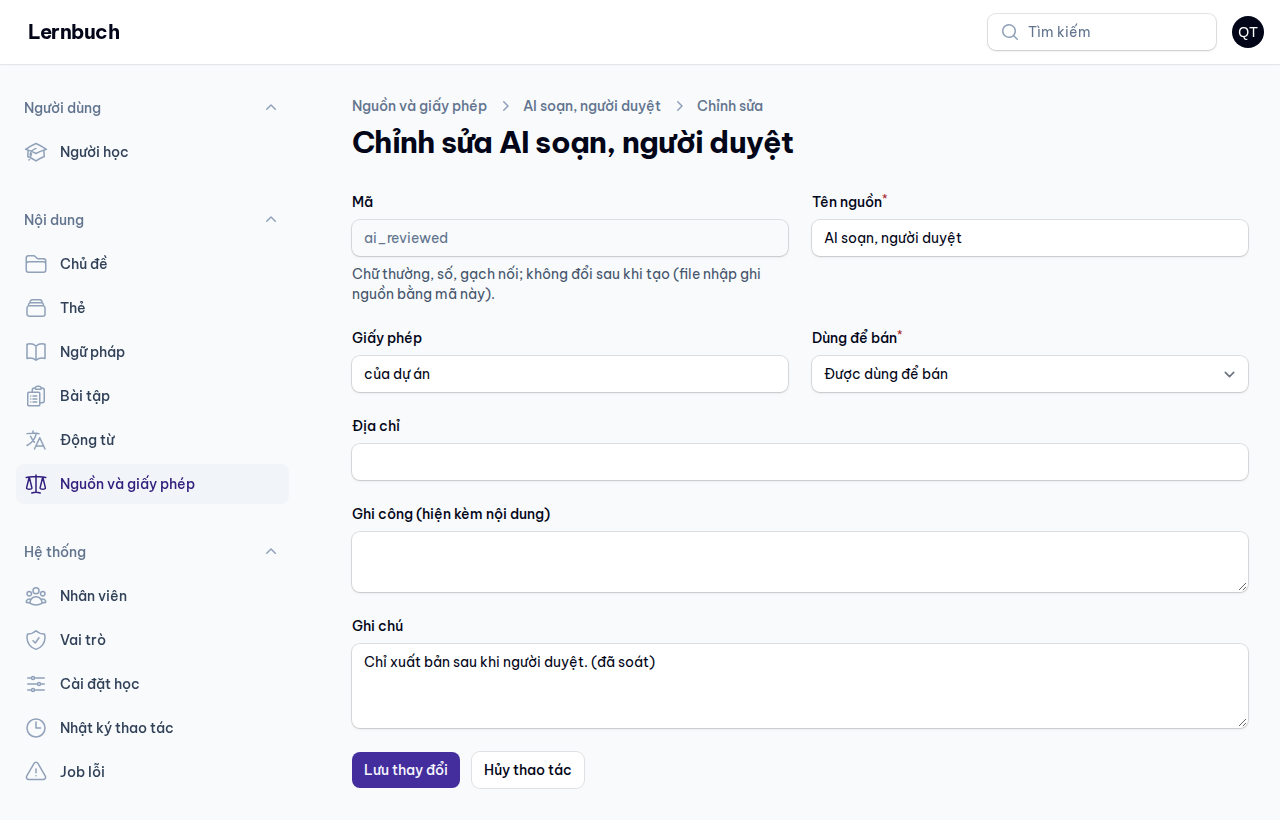 Lernbuch
Tìm kiếm
QT
Người dùng
Người học
Nội dung
Chủ đề
Thẻ
Ngữ pháp
Bài tập
Động từ
Nguồn và giấy phép
Hệ thống
Nhân viên
Vai trò
Cài đặt học
Nhật ký thao tác
Job lỗi
Nguồn và giấy phép > AI soạn, người duyệt > Chỉnh sửa
Chỉnh sửa AI soạn, người duyệt
Mã
ai_reviewed
Chữ thường, số, gạch nối; không đổi sau khi tạo (file nhập ghi
nguồn bằng mã này).
Tên nguồn*
AI soạn, người duyệt
Giấy phép
của dự án
Dùng để bán*
Được dùng để bán
Địa chỉ
Ghi công (hiện kèm nội dung)
Ghi chú
Chỉ xuất bản sau khi người duyệt. (đã soát)
Lưu thay đổi
Hủy thao tác